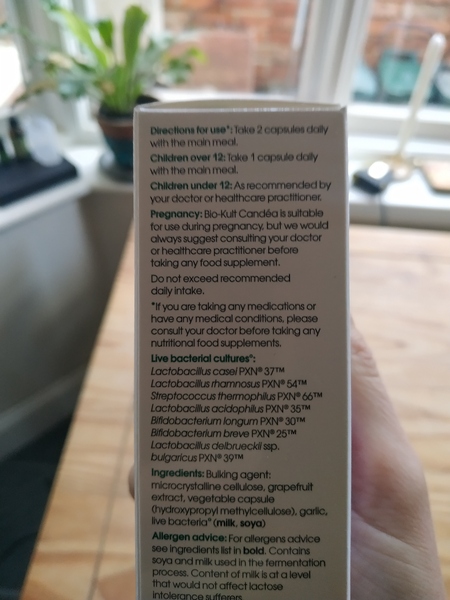 Directions for use*: Take 2 capsules daily
with the main meal.
Children over 12: Take 1 capsule daily
with the main meal.
Children under 12: As recommended by
your doctor or healthcare practitioner.
Pregnancy: Bio-Kult Candéa is suitable
for use during pregnancy, but we would
always suggest consulting your doctor
or healthcare practitioner before
taking any food supplement.
Do not exceed recommended
daily intake.
*If you are taking any medications or
have any medical conditions, please
consult your doctor before taking any
nutritional food supplements.
Live bacterial cultures°:
Lactobacillus casei PXN® 37™
Lactobacillus rhamnosus PXN® 54™
Streptococcus thermophilus PXN® 66™
Lactobacillus acidophilus PXN® 35™
Bifidobacterium longum PXN® 30™
Bifidobacterium breve PXN® 25™
Lactobacillus delbrueckii ssp.
bulgaricus PXN® 39™
Ingredients: Bulking agent:
microcrystalline cellulose, grapefruit
extract, vegetable capsule
(hydroxypropyl methylcellulose), garlic,
live bacteria° (milk, soya)
Allergen advice: For allergens advice
see ingredients list in bold. Contains
soya and milk used in the fermentation
process. Content of milk is at a level
that would not affect lactose
intolerance sufferers.